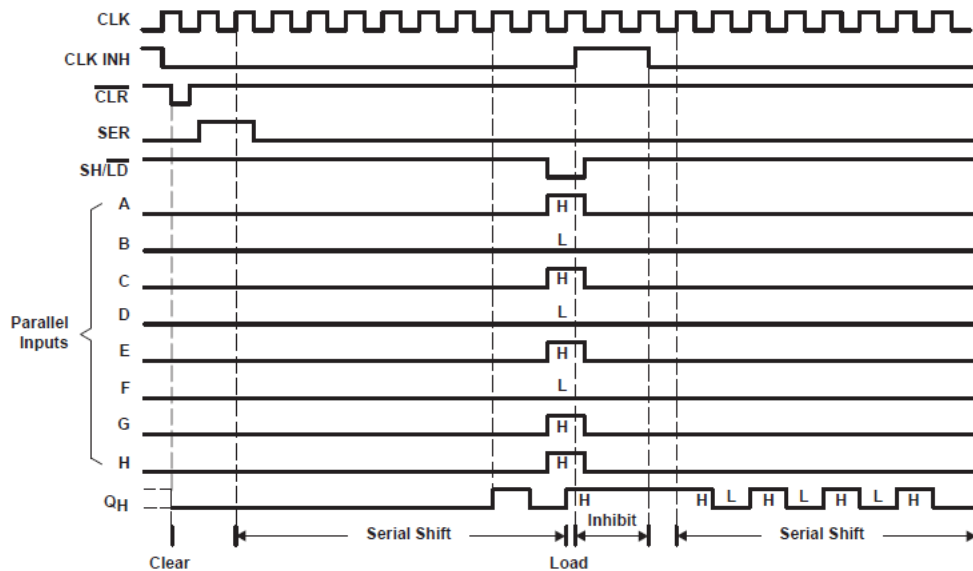 CLK
CLK INH
CLR
SER
SH/LD
A H
B L
C H
D L
Parallel
Inputs
E H
F L
G H
H H
QH H H L H L H L H
Inhibit
Serial Shift Serial Shift
Clear Load